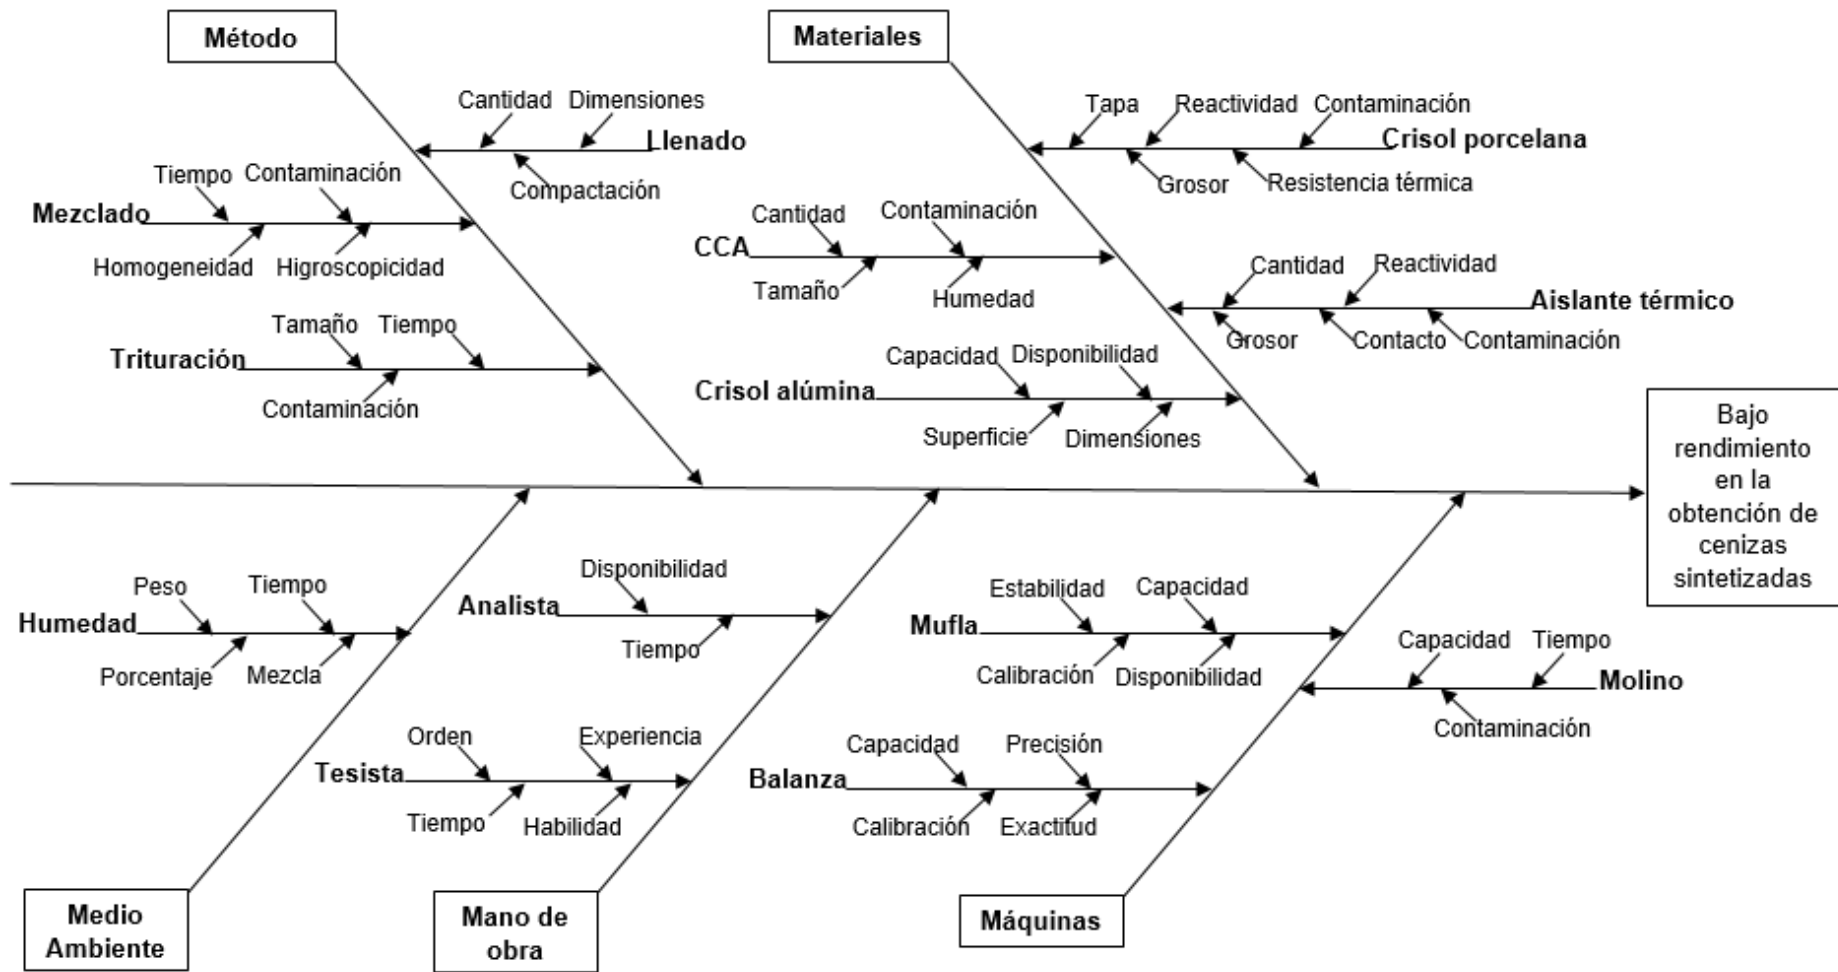 Método
Materiales
Cantidad
Dimensiones
Llenado
Compactación
Tiempo
Contaminación
Mezclado
Homogeneidad
Higroscopicidad
Tamaño
Tiempo
Trituración
Contaminación
Tapa
Reactividad
Contaminación
Crisol porcelana
Grosor
Resistencia térmica
Cantidad
Contaminación
CCA
Tamaño
Humedad
Cantidad
Reactividad
Aislante térmico
Grosor
Contacto
Contaminación
Capacidad
Disponibilidad
Crisol alúmina
Superficie
Dimensiones
Bajo
rendimiento
en la
obtención de
cenizas
sintetizadas
Peso
Tiempo
Humedad
Porcentaje
Mezcla
Disponibilidad
Analista
Tiempo
Orden
Experiencia
Tesista
Tiempo
Habilidad
Estabilidad
Capacidad
Mufla
Calibración
Disponibilidad
Capacidad
Tiempo
Molino
Contaminación
Capacidad
Precisión
Balanza
Calibración
Exactitud
Medio
Ambiente
Mano de
obra
Máquinas